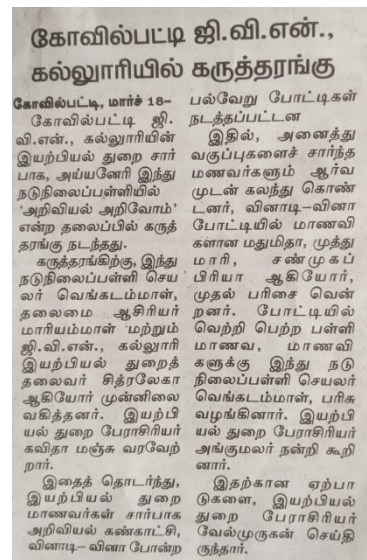 கோவில்பட்டி ஜி.வி.என்.,
கல்லூரியில் கருத்தரங்கு
கோவில்பட்டி, மார்ச் 18–
கோவில்பட்டி ஜி.
வி.என்., கல்லூரியின்
இயற்பியல் துறை சார்
பாக, அய்யனேரி இந்து
நடுநிலைப்பள்ளியில்
'அறிவியல் அறிவோம்'
என்ற தலைப்பில் கருத்
தரங்கு நடந்தது.
கருத்தரங்கிற்கு, இந்து
நடுநிலைப்பள்ளி செய
லர் வெங்கடம்மாள்,
தலைமை ஆசிரியர்
மாரியம்மாள் மற்றும்
ஜி.வி.என்., கல்லூரி
இயற்பியல் துறைத்
தலைவர் சித்ரலேகா
ஆகியோர் முன்னிலை
வகித்தனர். இயற்பி
யல் துறை பேராசிரியர்
கவிதா மஞ்சு வரவேற்
றார்.
இதைத் தொடர்ந்து,
இயற்பியல் துறை
மாணவர்கள் சார்பாக
அறிவியல் கண்காட்சி,
வினாடி– வினா போன்ற
பல்வேறு போட்டிகள்
நடத்தப்பட்டன
இதில், அனைத்து
வகுப்புகளைச் சார்ந்த
மாணவர்களும் ஆர்வ
முடன் கலந்து கொண்
டனர், வினாடி–வினா
போட்டியில் மாணவி
களான மதுமிதா, முத்து
மாரி, சண்முகப்
பிரியா ஆகியோர்,
முதல் பரிசை வென்
றனர். போட்டியில்
வெற்றி பெற்ற பள்ளி
மாணவ, மாணவி
களுக்கு இந்து நடு
நிலைப்பள்ளி செயலர்
வெங்கடம்மாள், பரிசு
வழங்கினார். இயற்பி
யல் துறை பேராசிரியர்
அங்குமலர் நன்றி கூறி
னார்.
இதற்கான ஏற்பா
டுகளை, இயற்பியல்
துறை பேராசிரியர்
வேல்முருகன் செய்தி
ருந்தார்.